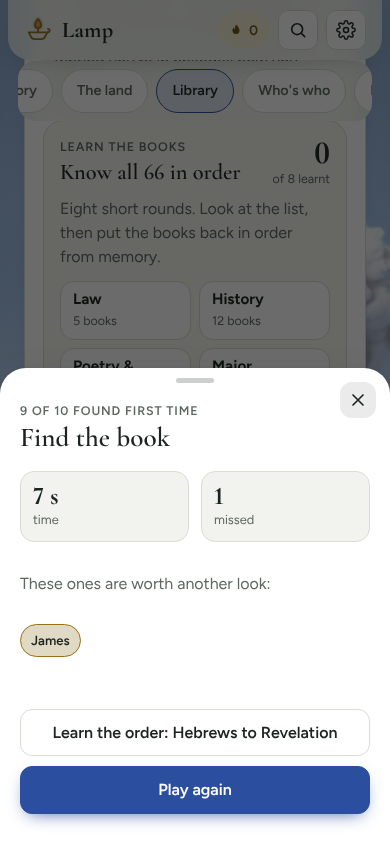 Lamp
0
ory
The land
Library
Who's who
LEARN THE BOOKS
Know all 66 in order
0
of 8 learnt
Eight short rounds. Look at the list,
then put the books back in order
from memory.
Law
5 books
History
12 books
Poetry &
Major
9 OF 10 FOUND FIRST TIME
Find the book
7 s
time
1
missed
These ones are worth another look:
James
Learn the order: Hebrews to Revelation
Play again